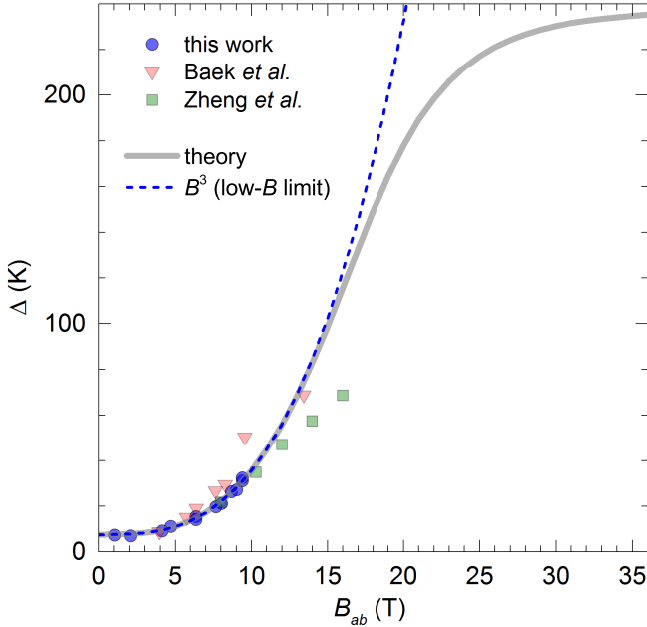 this work
Baek et al.
Zheng et al.
theory
B³ (low-B limit)
Δ (K)
200
100
0
0 5 10 15 20 25 30 35
B_ab (T)